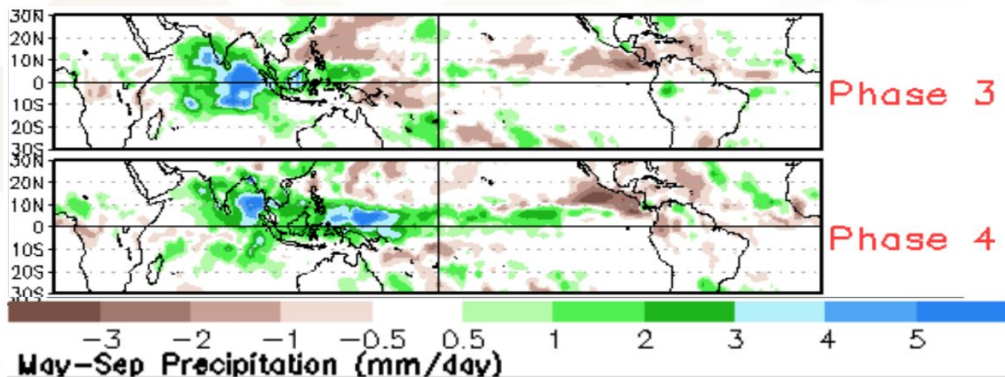 30N
20N
10N
0
10S
20S
30S
Phase 3
30N
20N
10N
0
10S
20S
30S
Phase 4
-3 -2 -1 -0.5 0.5 1 2 3 4 5
May-Sep Precipitation (mm/day)